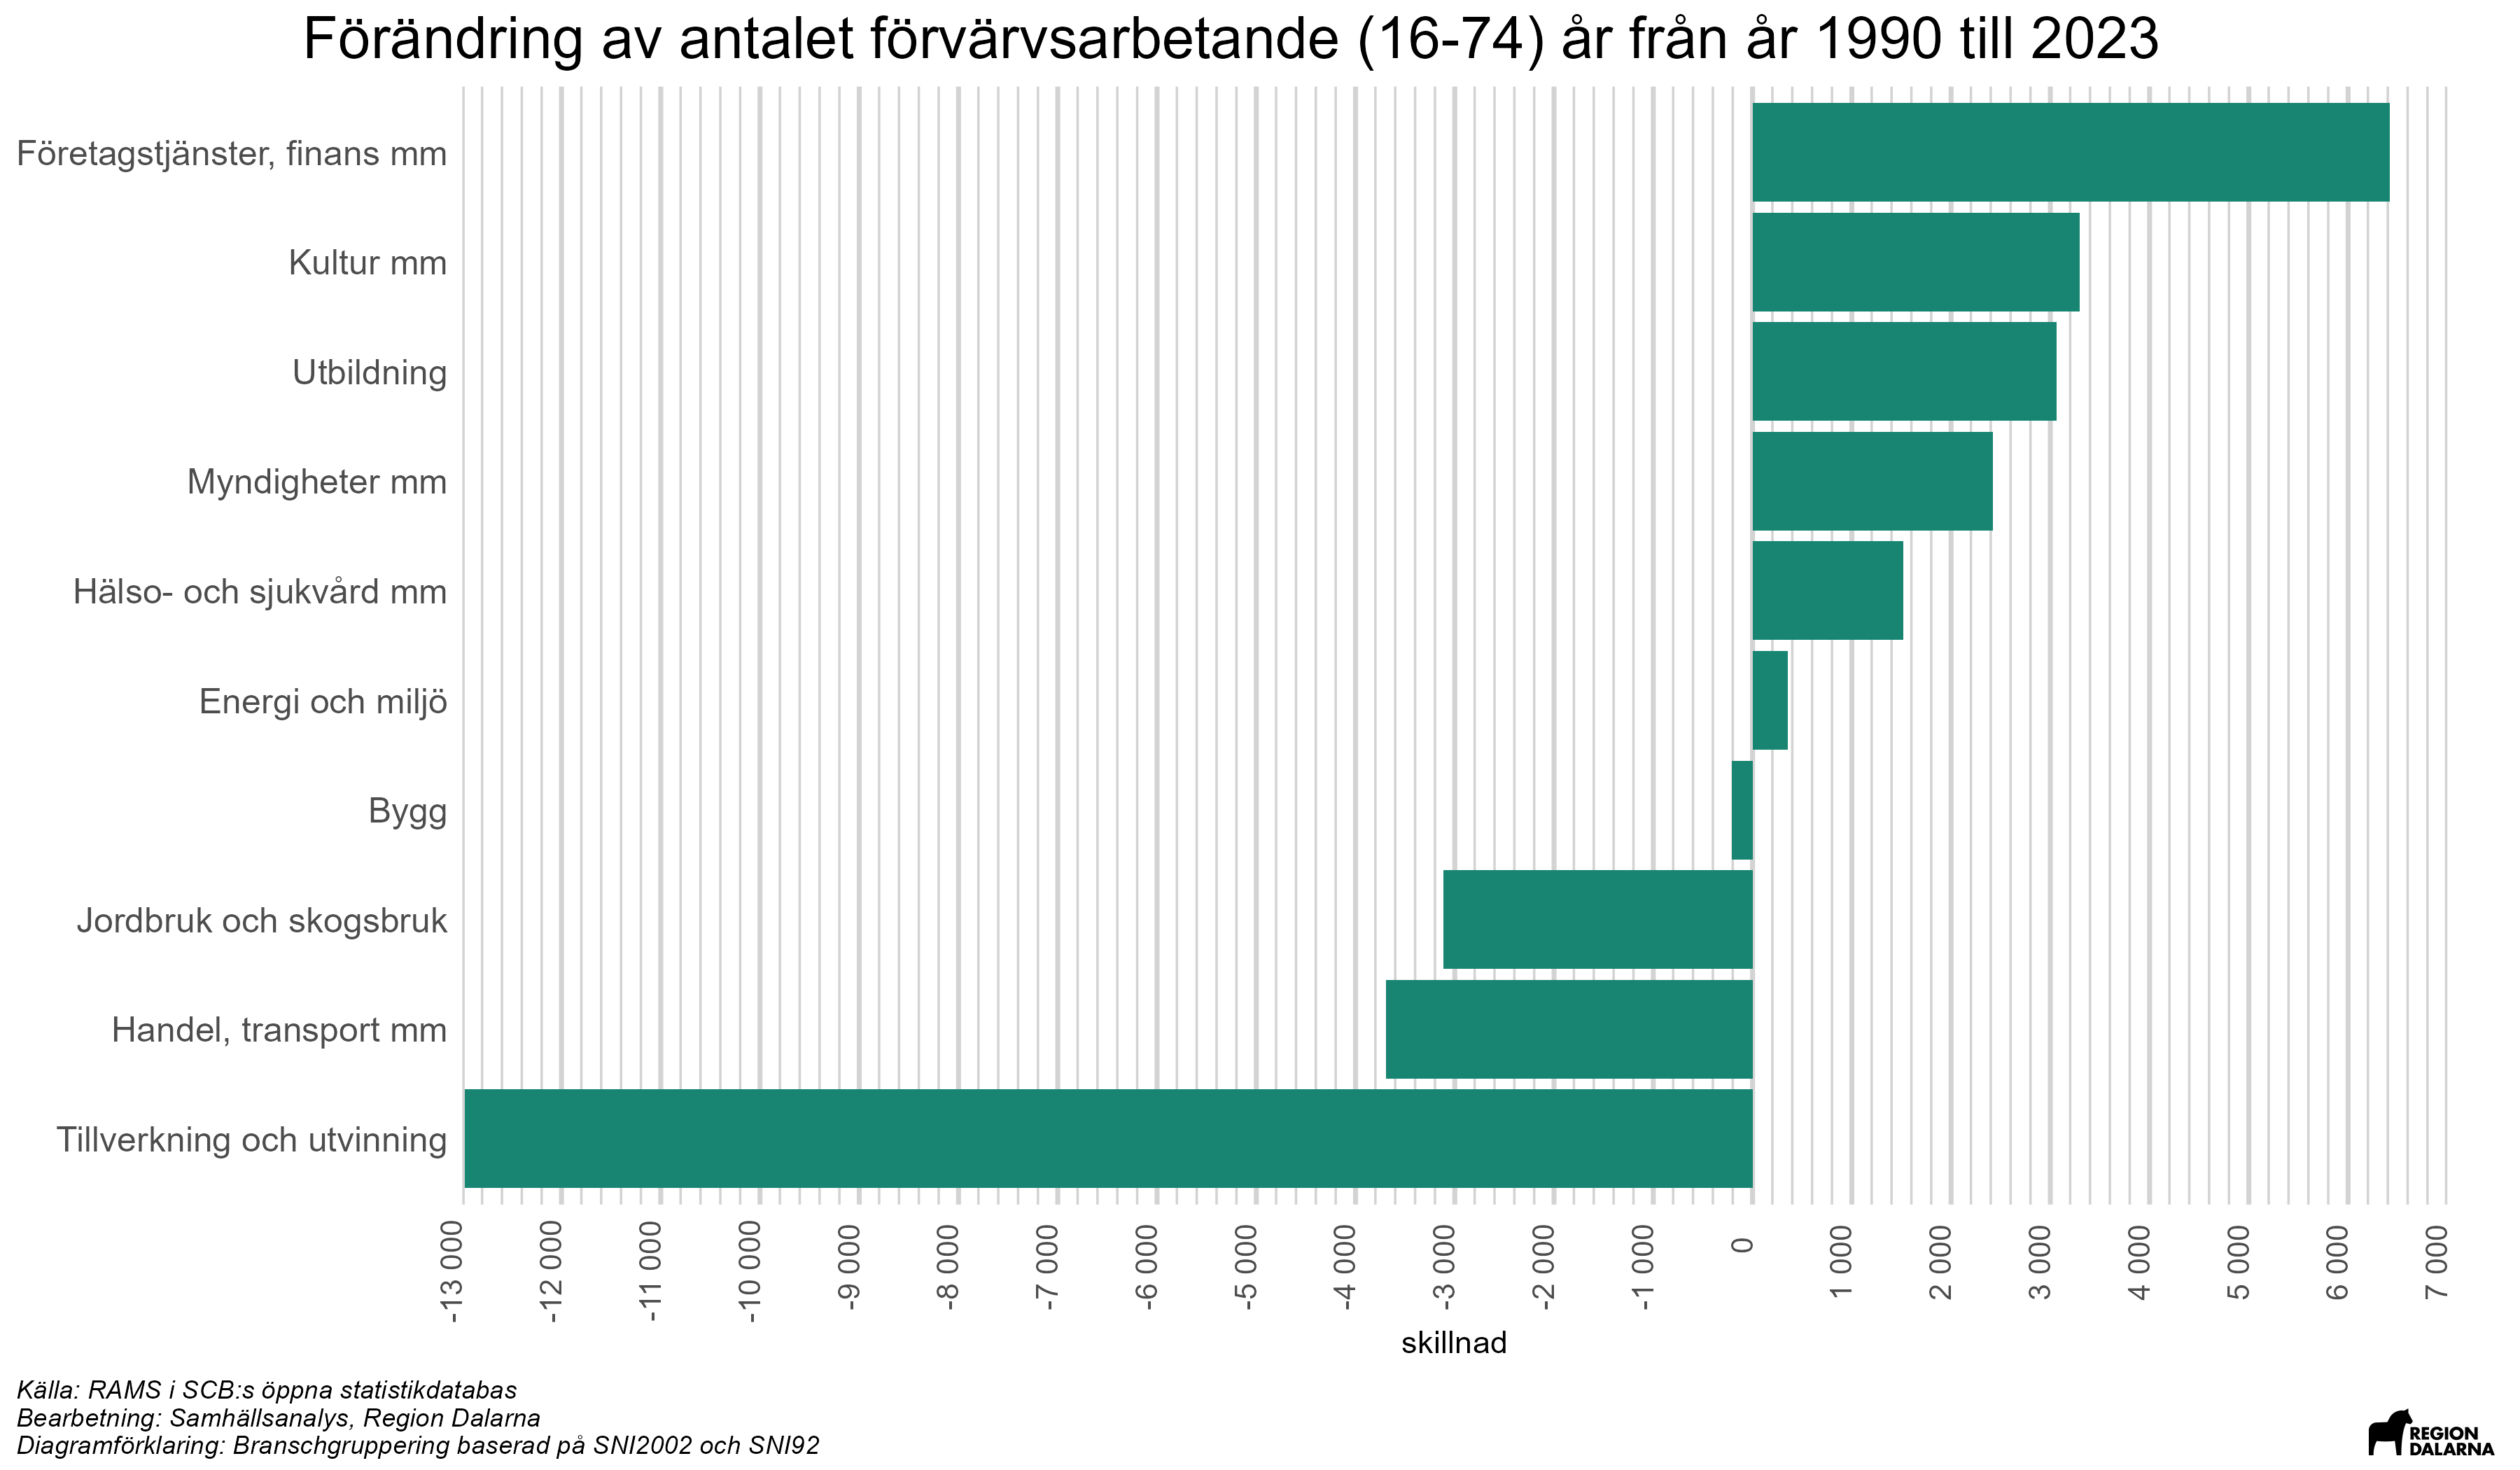 Förändring av antalet förvärvsarbetande (16-74) år från år 1990 till 2023
Företagstjänster, finans mm
Kultur mm
Utbildning
Myndigheter mm
Hälso- och sjukvård mm
Energi och miljö
Bygg
Jordbruk och skogsbruk
Handel, transport mm
Tillverkning och utvinning
-13 000
-12 000
-11 000
-10 000
-9 000
-8 000
-7 000
-6 000
-5 000
-4 000
-3 000
-2 000
-1 000
0
1 000
2 000
3 000
4 000
5 000
6 000
7 000
skillnad
Källa: RAMS i SCB:s öppna statistikdatabas
Bearbetning: Samhällsanalys, Region Dalarna
Diagramförklaring: Branschgruppering baserad på SNI2002 och SNI92
REGION
DALARNA